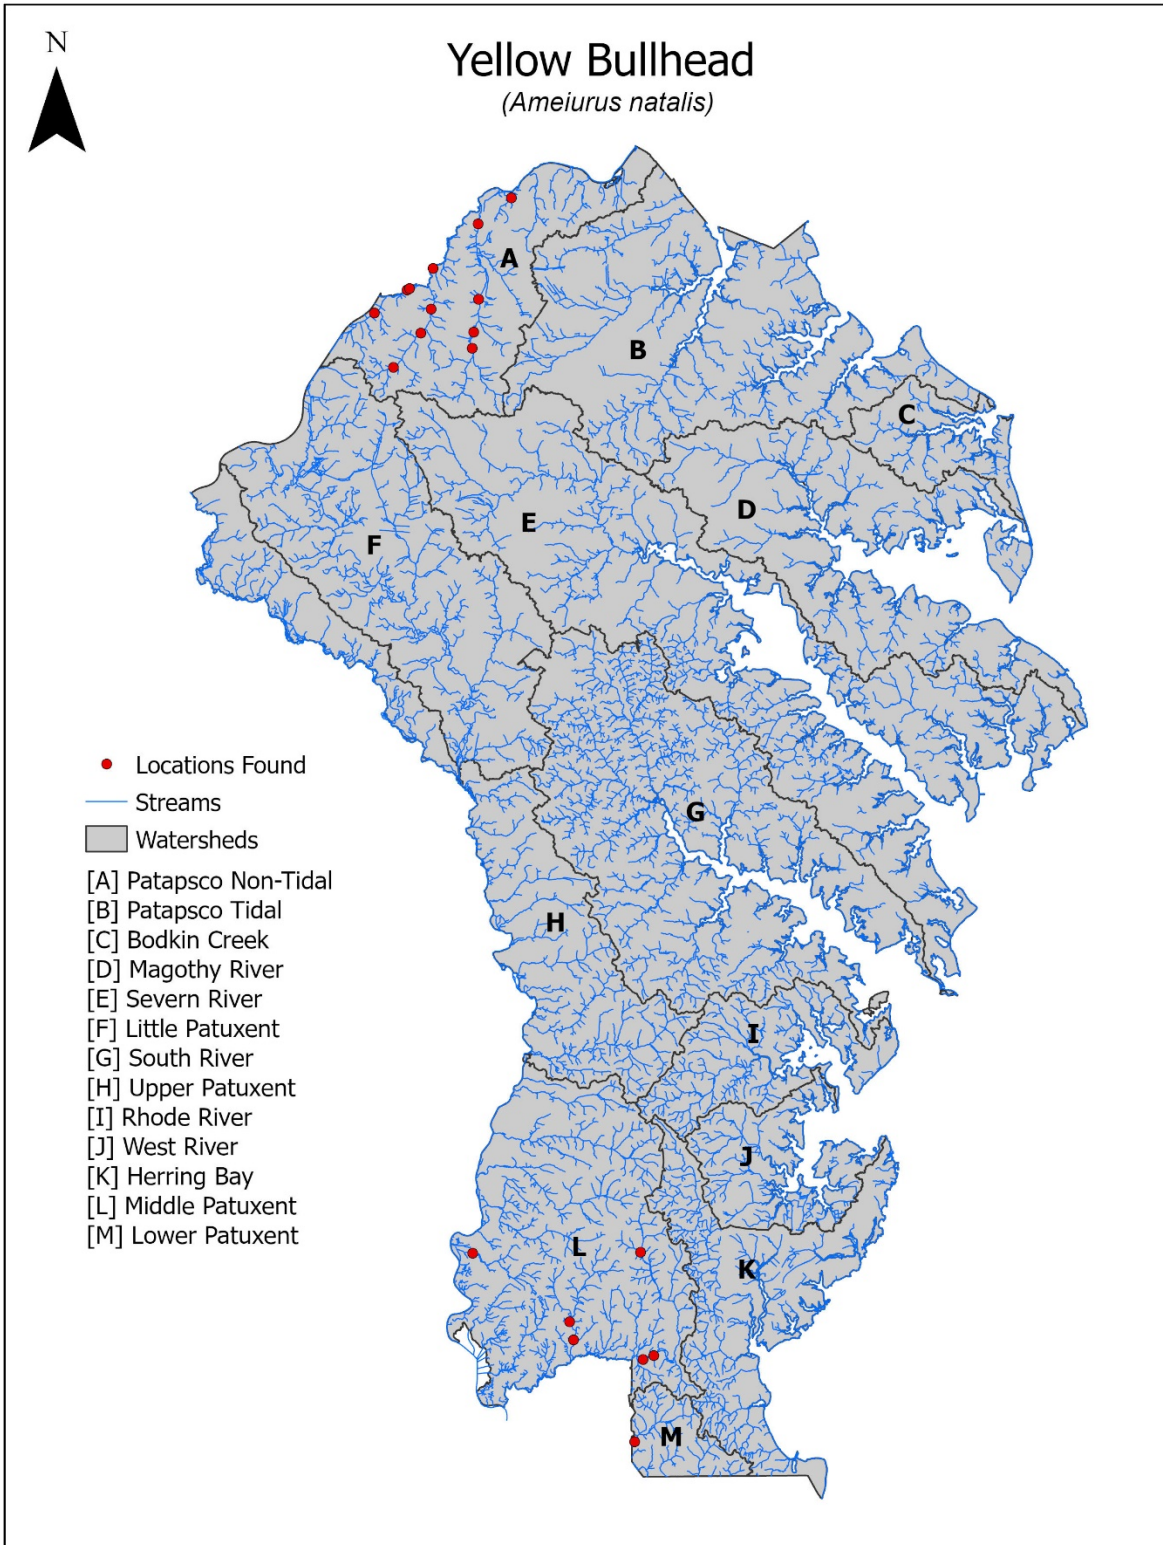 N
Yellow Bullhead
(Ameiurus natalis)
A
B
C
D
E
F
G
H
I
J
K
L
M
Locations Found
Streams
Watersheds
[A] Patapsco Non-Tidal
[B] Patapsco Tidal
[C] Bodkin Creek
[D] Magothy River
[E] Severn River
[F] Little Patuxent
[G] South River
[H] Upper Patuxent
[I] Rhode River
[J] West River
[K] Herring Bay
[L] Middle Patuxent
[M] Lower Patuxent